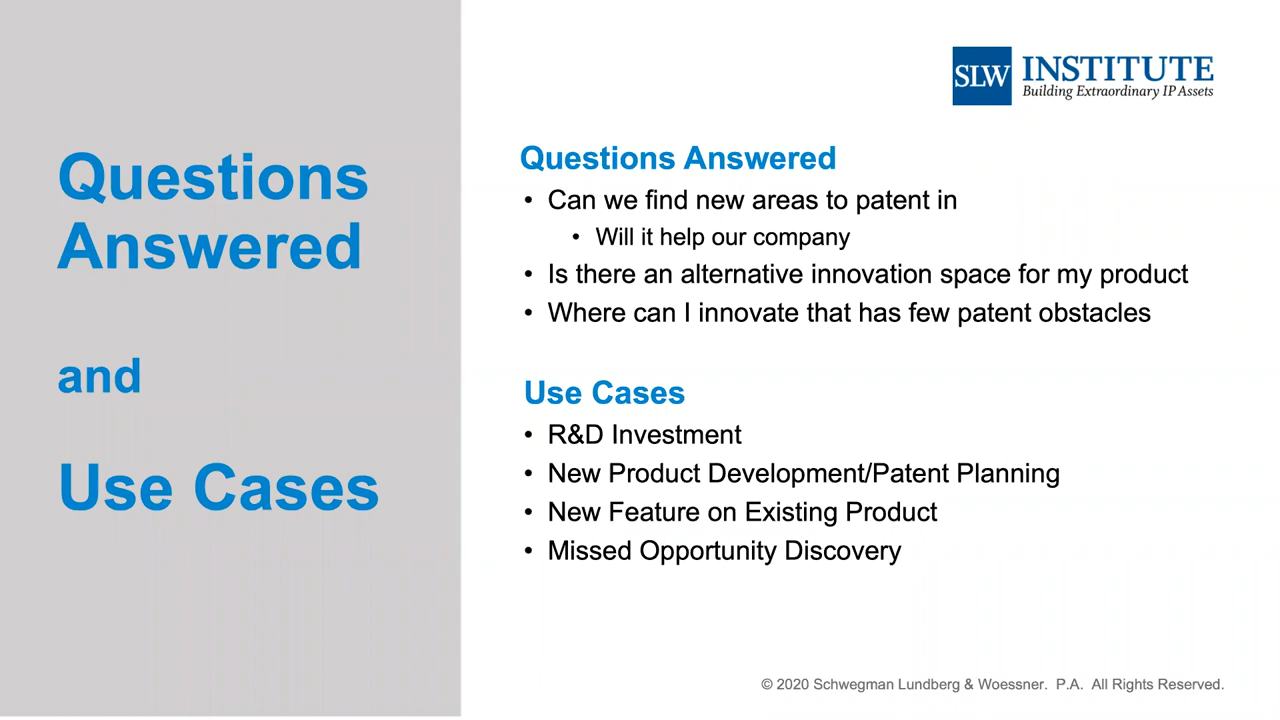 SLW INSTITUTE
Building Extraordinary IP Assets
Questions
Answered
and
Use Cases
Questions Answered
• Can we find new areas to patent in
• Will it help our company
• Is there an alternative innovation space for my product
• Where can I innovate that has few patent obstacles
Use Cases
• R&D Investment
• New Product Development/Patent Planning
• New Feature on Existing Product
• Missed Opportunity Discovery
© 2020 Schwegman Lundberg & Woessner. P.A. All Rights Reserved.